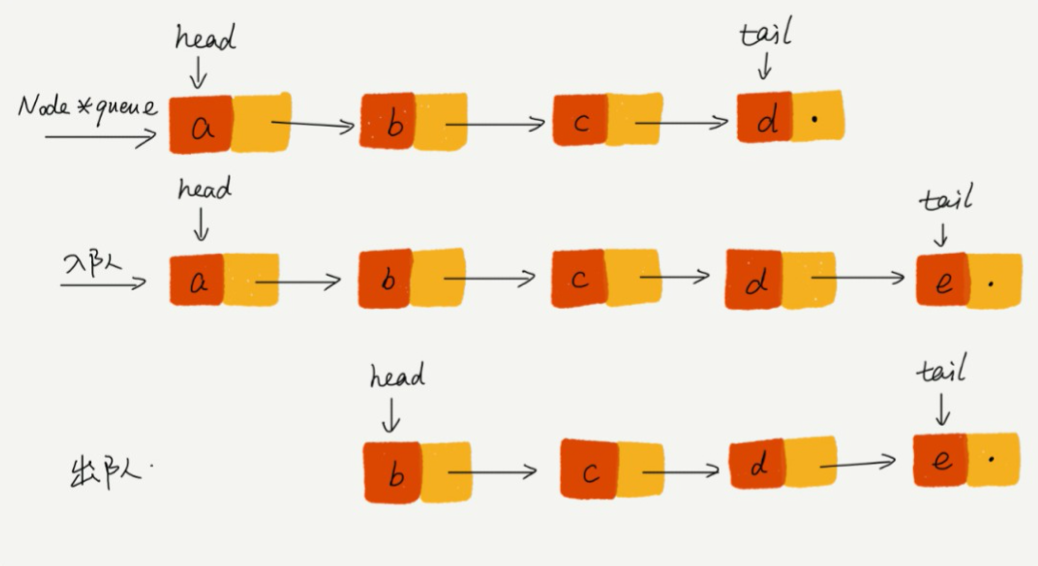 head tail
Node *queue a b c d .
head tail
入队 a b c d e .
head tail
出队. b c d e .